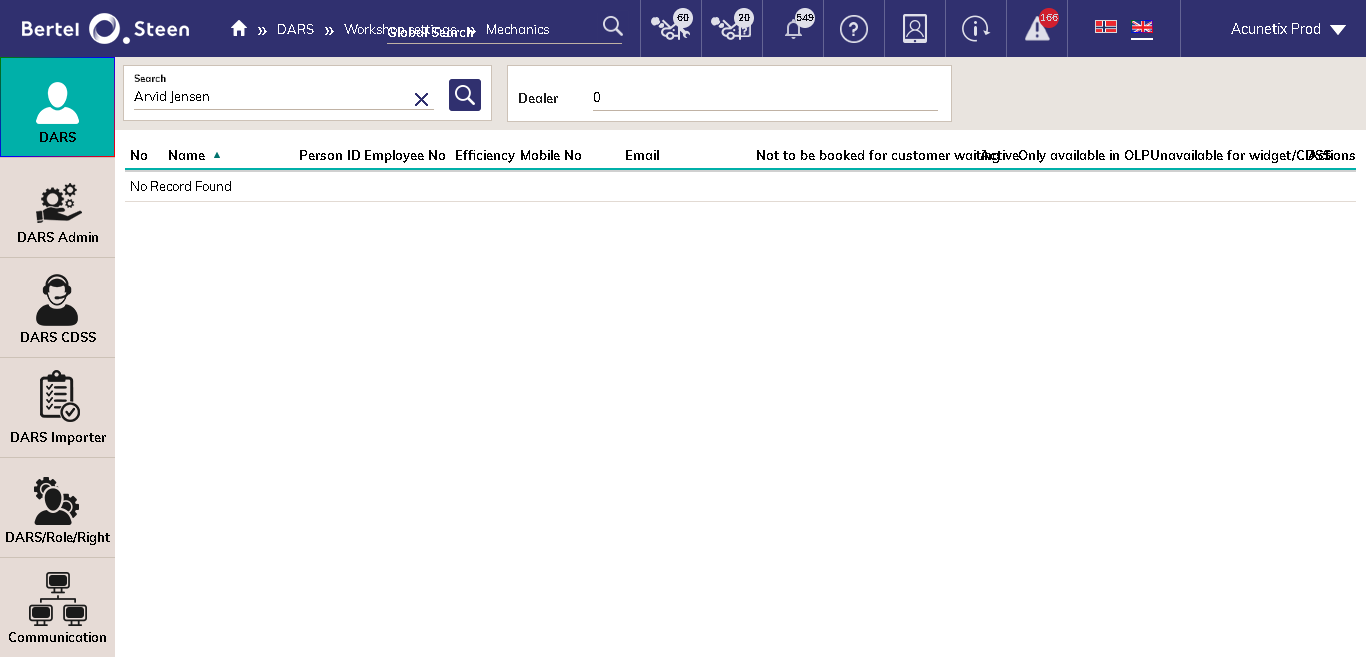 Bertel O. Steen
» DARS » Workshop settings » Mechanics
Global Search
60
20
549
166
Acunetix Prod
DARS
DARS Admin
DARS CDSS
DARS Importer
DARS/Role/Right
Communication
Search
Arvid Jensen
Dealer 0
No Name Person ID Employee No Efficiency Mobile No Email Not to be booked for customer waiting Active Only available in OLP Unavailable for widget/CDSS Actions
No Record Found